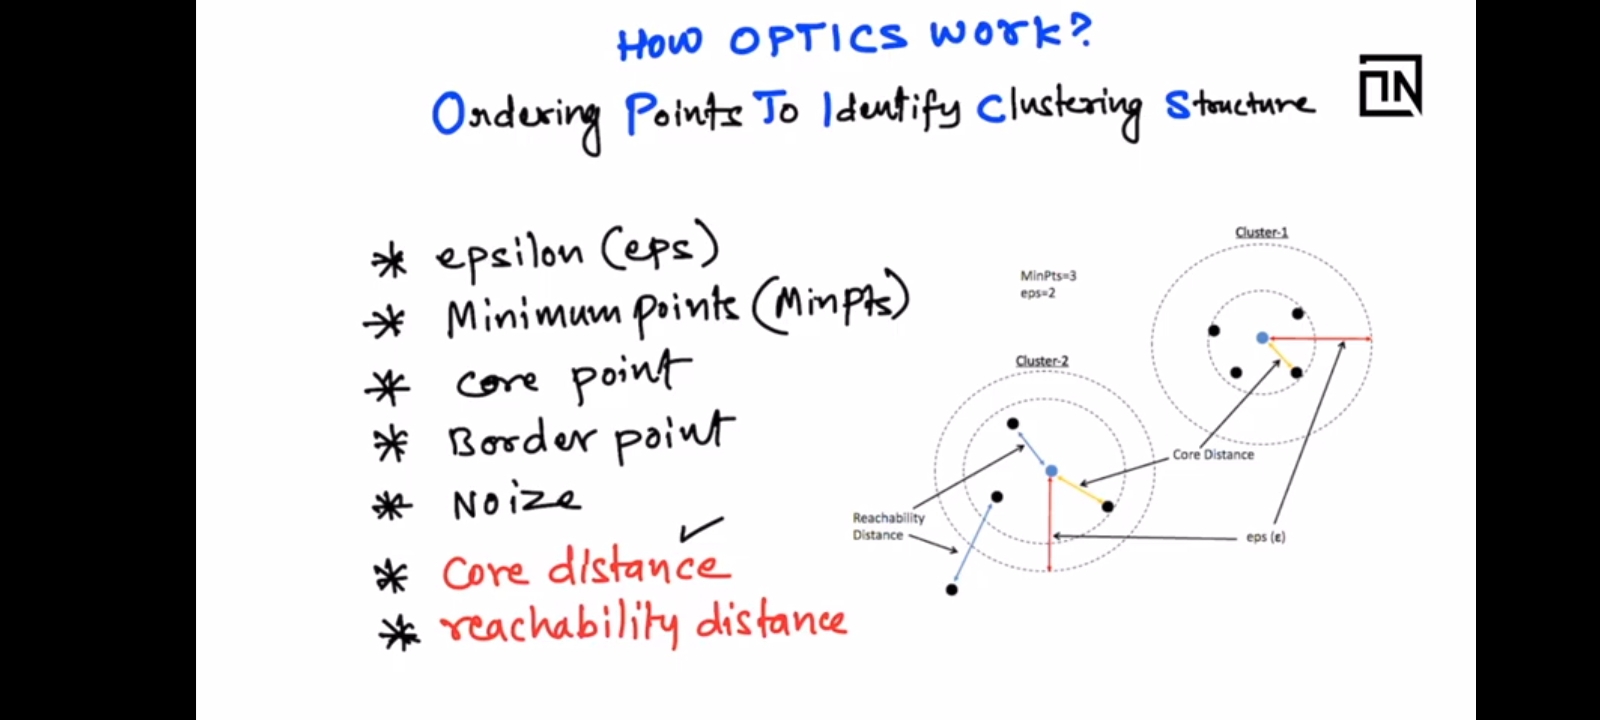 How OPTICS WORK?
Ordering Points To Identify Clustering Structure
* epsilon (eps)
* Minimum points (MinPts)
* Core point
* Border point
* Noize
* Core distance
* reachability distance
MinPts=3
eps=2
Cluster-1
Cluster-2
Core Distance
Reachability
Distance
eps (ε)